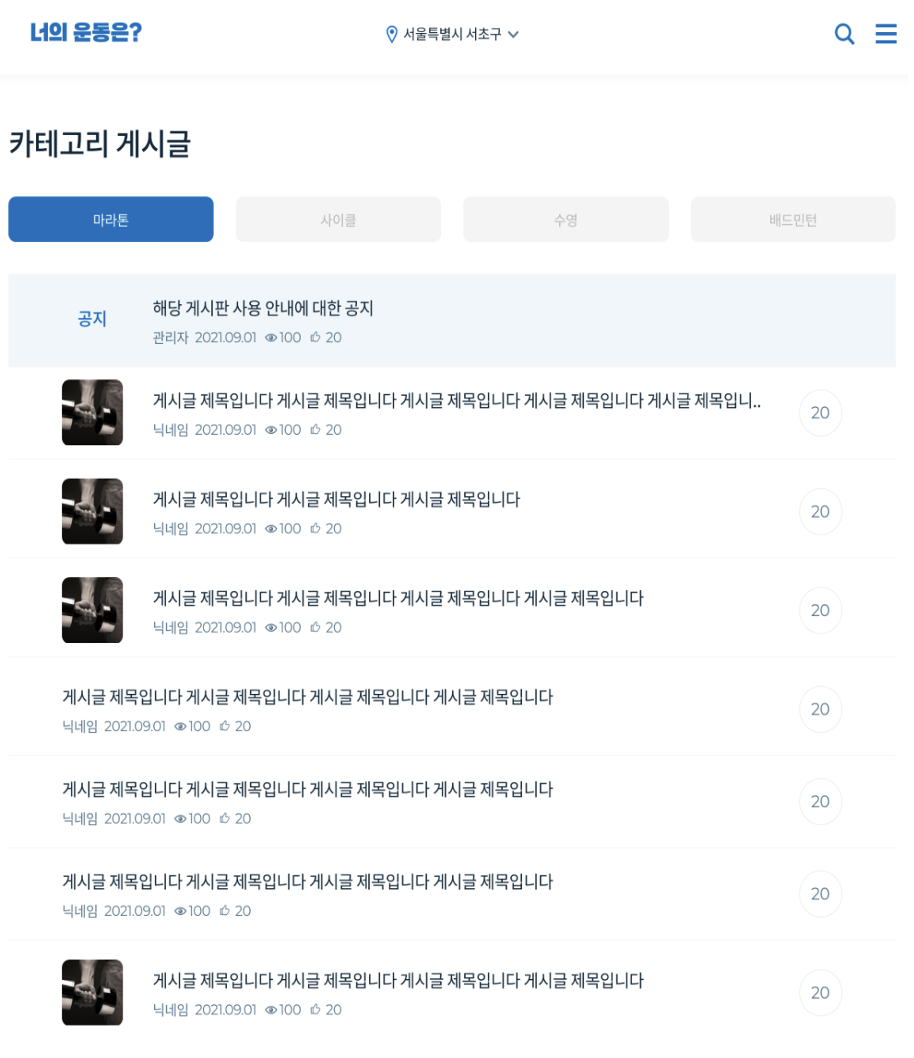 너의 운동은?
서울특별시 서초구
카테고리 게시글
마라톤 사이클 수영 배드민턴
공지
해당 게시판 사용 안내에 대한 공지
관리자 2021.09.01 100 20
게시글 제목입니다 게시글 제목입니다 게시글 제목입니다 게시글 제목입니다 게시글 제목입니..
20
닉네임 2021.09.01 100 20
게시글 제목입니다 게시글 제목입니다 게시글 제목입니다
20
닉네임 2021.09.01 100 20
게시글 제목입니다 게시글 제목입니다 게시글 제목입니다 게시글 제목입니다
20
닉네임 2021.09.01 100 20
게시글 제목입니다 게시글 제목입니다 게시글 제목입니다 게시글 제목입니다
20
닉네임 2021.09.01 100 20
게시글 제목입니다 게시글 제목입니다 게시글 제목입니다 게시글 제목입니다
20
닉네임 2021.09.01 100 20
게시글 제목입니다 게시글 제목입니다 게시글 제목입니다 게시글 제목입니다
20
닉네임 2021.09.01 100 20
게시글 제목입니다 게시글 제목입니다 게시글 제목입니다 게시글 제목입니다
20
닉네임 2021.09.01 100 20